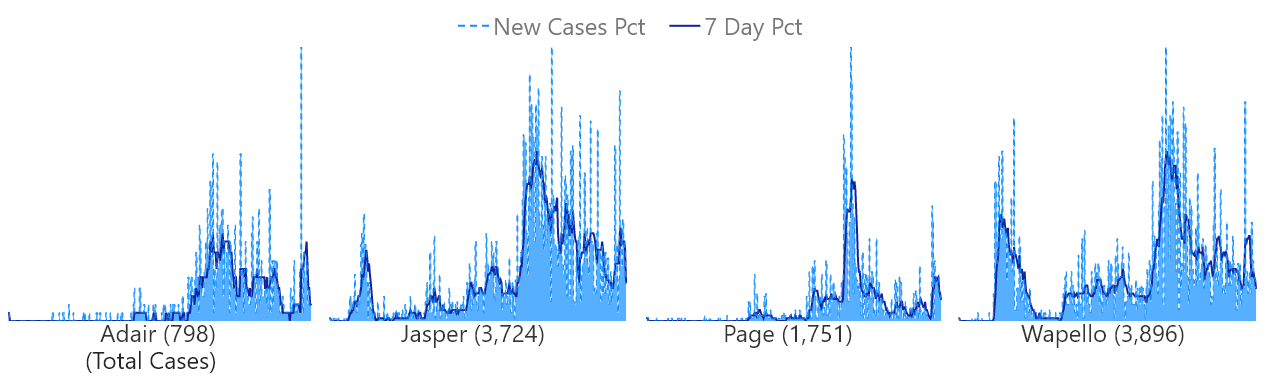 New Cases Pct 7 Day Pct
Adair (798) Jasper (3,724) Page (1,751) Wapello (3,896)
(Total Cases)